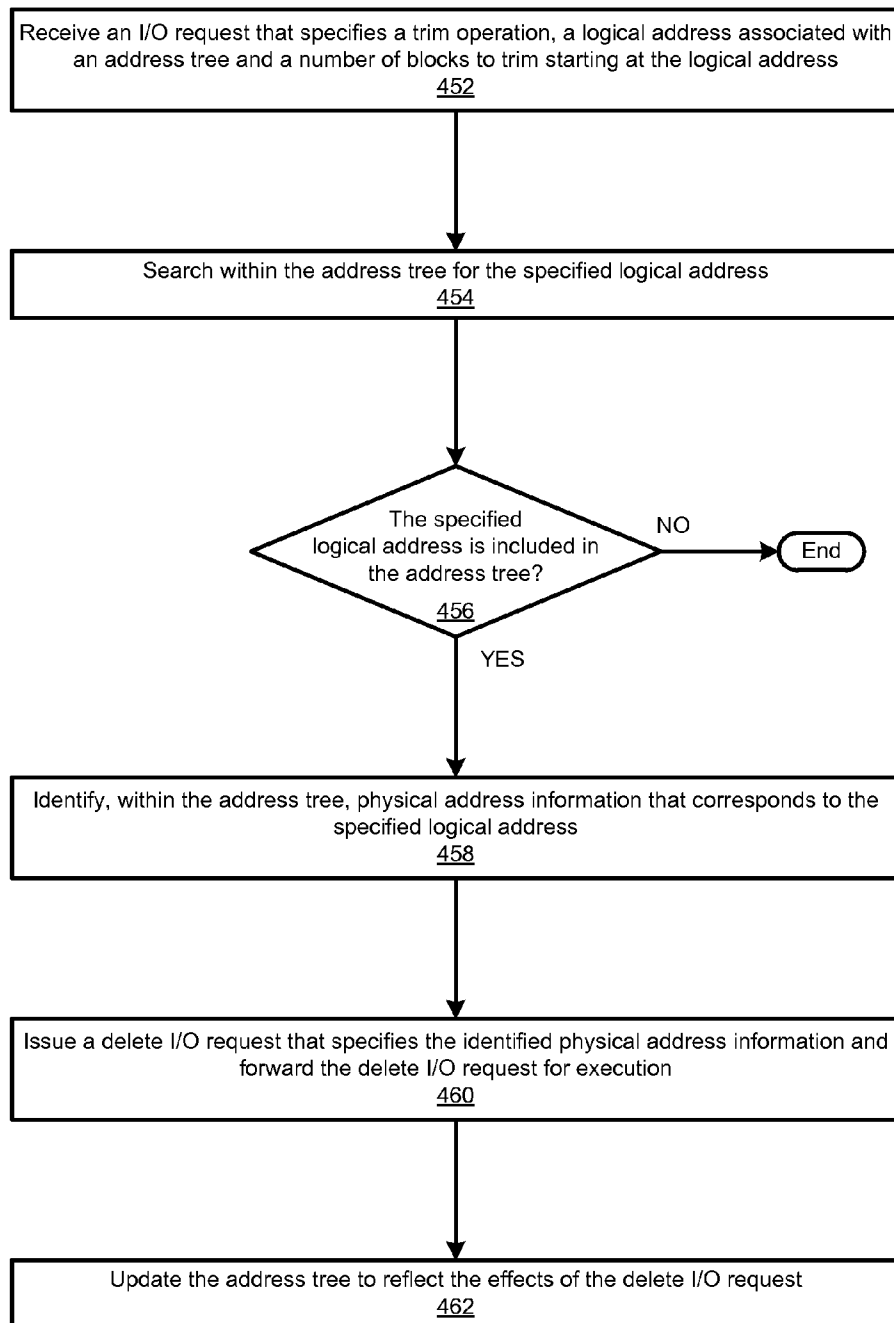 Receive an I/O request that specifies a trim operation, a logical address associated with
an address tree and a number of blocks to trim starting at the logical address
452
Search within the address tree for the specified logical address
454
The specified
logical address is included in
the address tree?
456
NO
End
YES
Identify, within the address tree, physical address information that corresponds to the
specified logical address
458
Issue a delete I/O request that specifies the identified physical address information and
forward the delete I/O request for execution
460
Update the address tree to reflect the effects of the delete I/O request
462